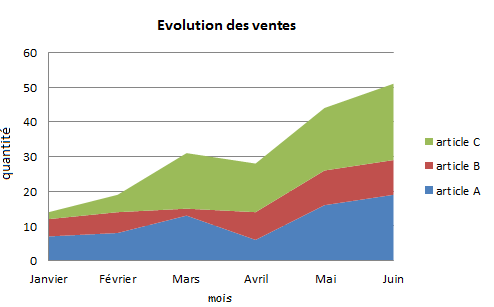 Evolution des ventes
60
50
40
30
20
10
0
quantité
Janvier Février Mars Avril Mai Juin
mois
article C
article B
article A